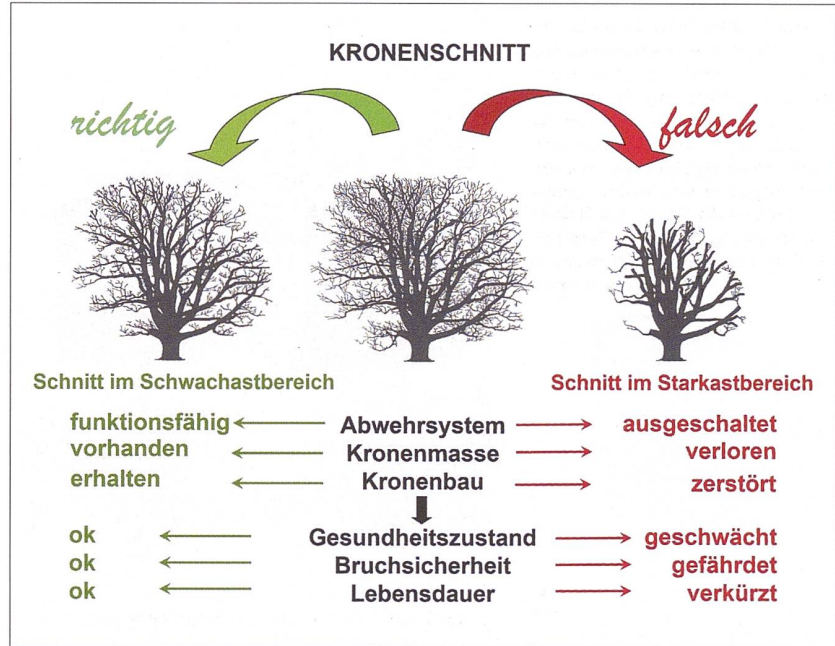 KRONENSCHNITT
richtig
falsch
Schnitt im Schwachastbereich
Schnitt im Starkastbereich
funktionsfähig Abwehrsystem ausgeschaltet
vorhanden Kronenmasse verloren
erhalten Kronenbau zerstört
ok Gesundheitszustand geschwächt
ok Bruchsicherheit gefährdet
ok Lebensdauer verkürzt